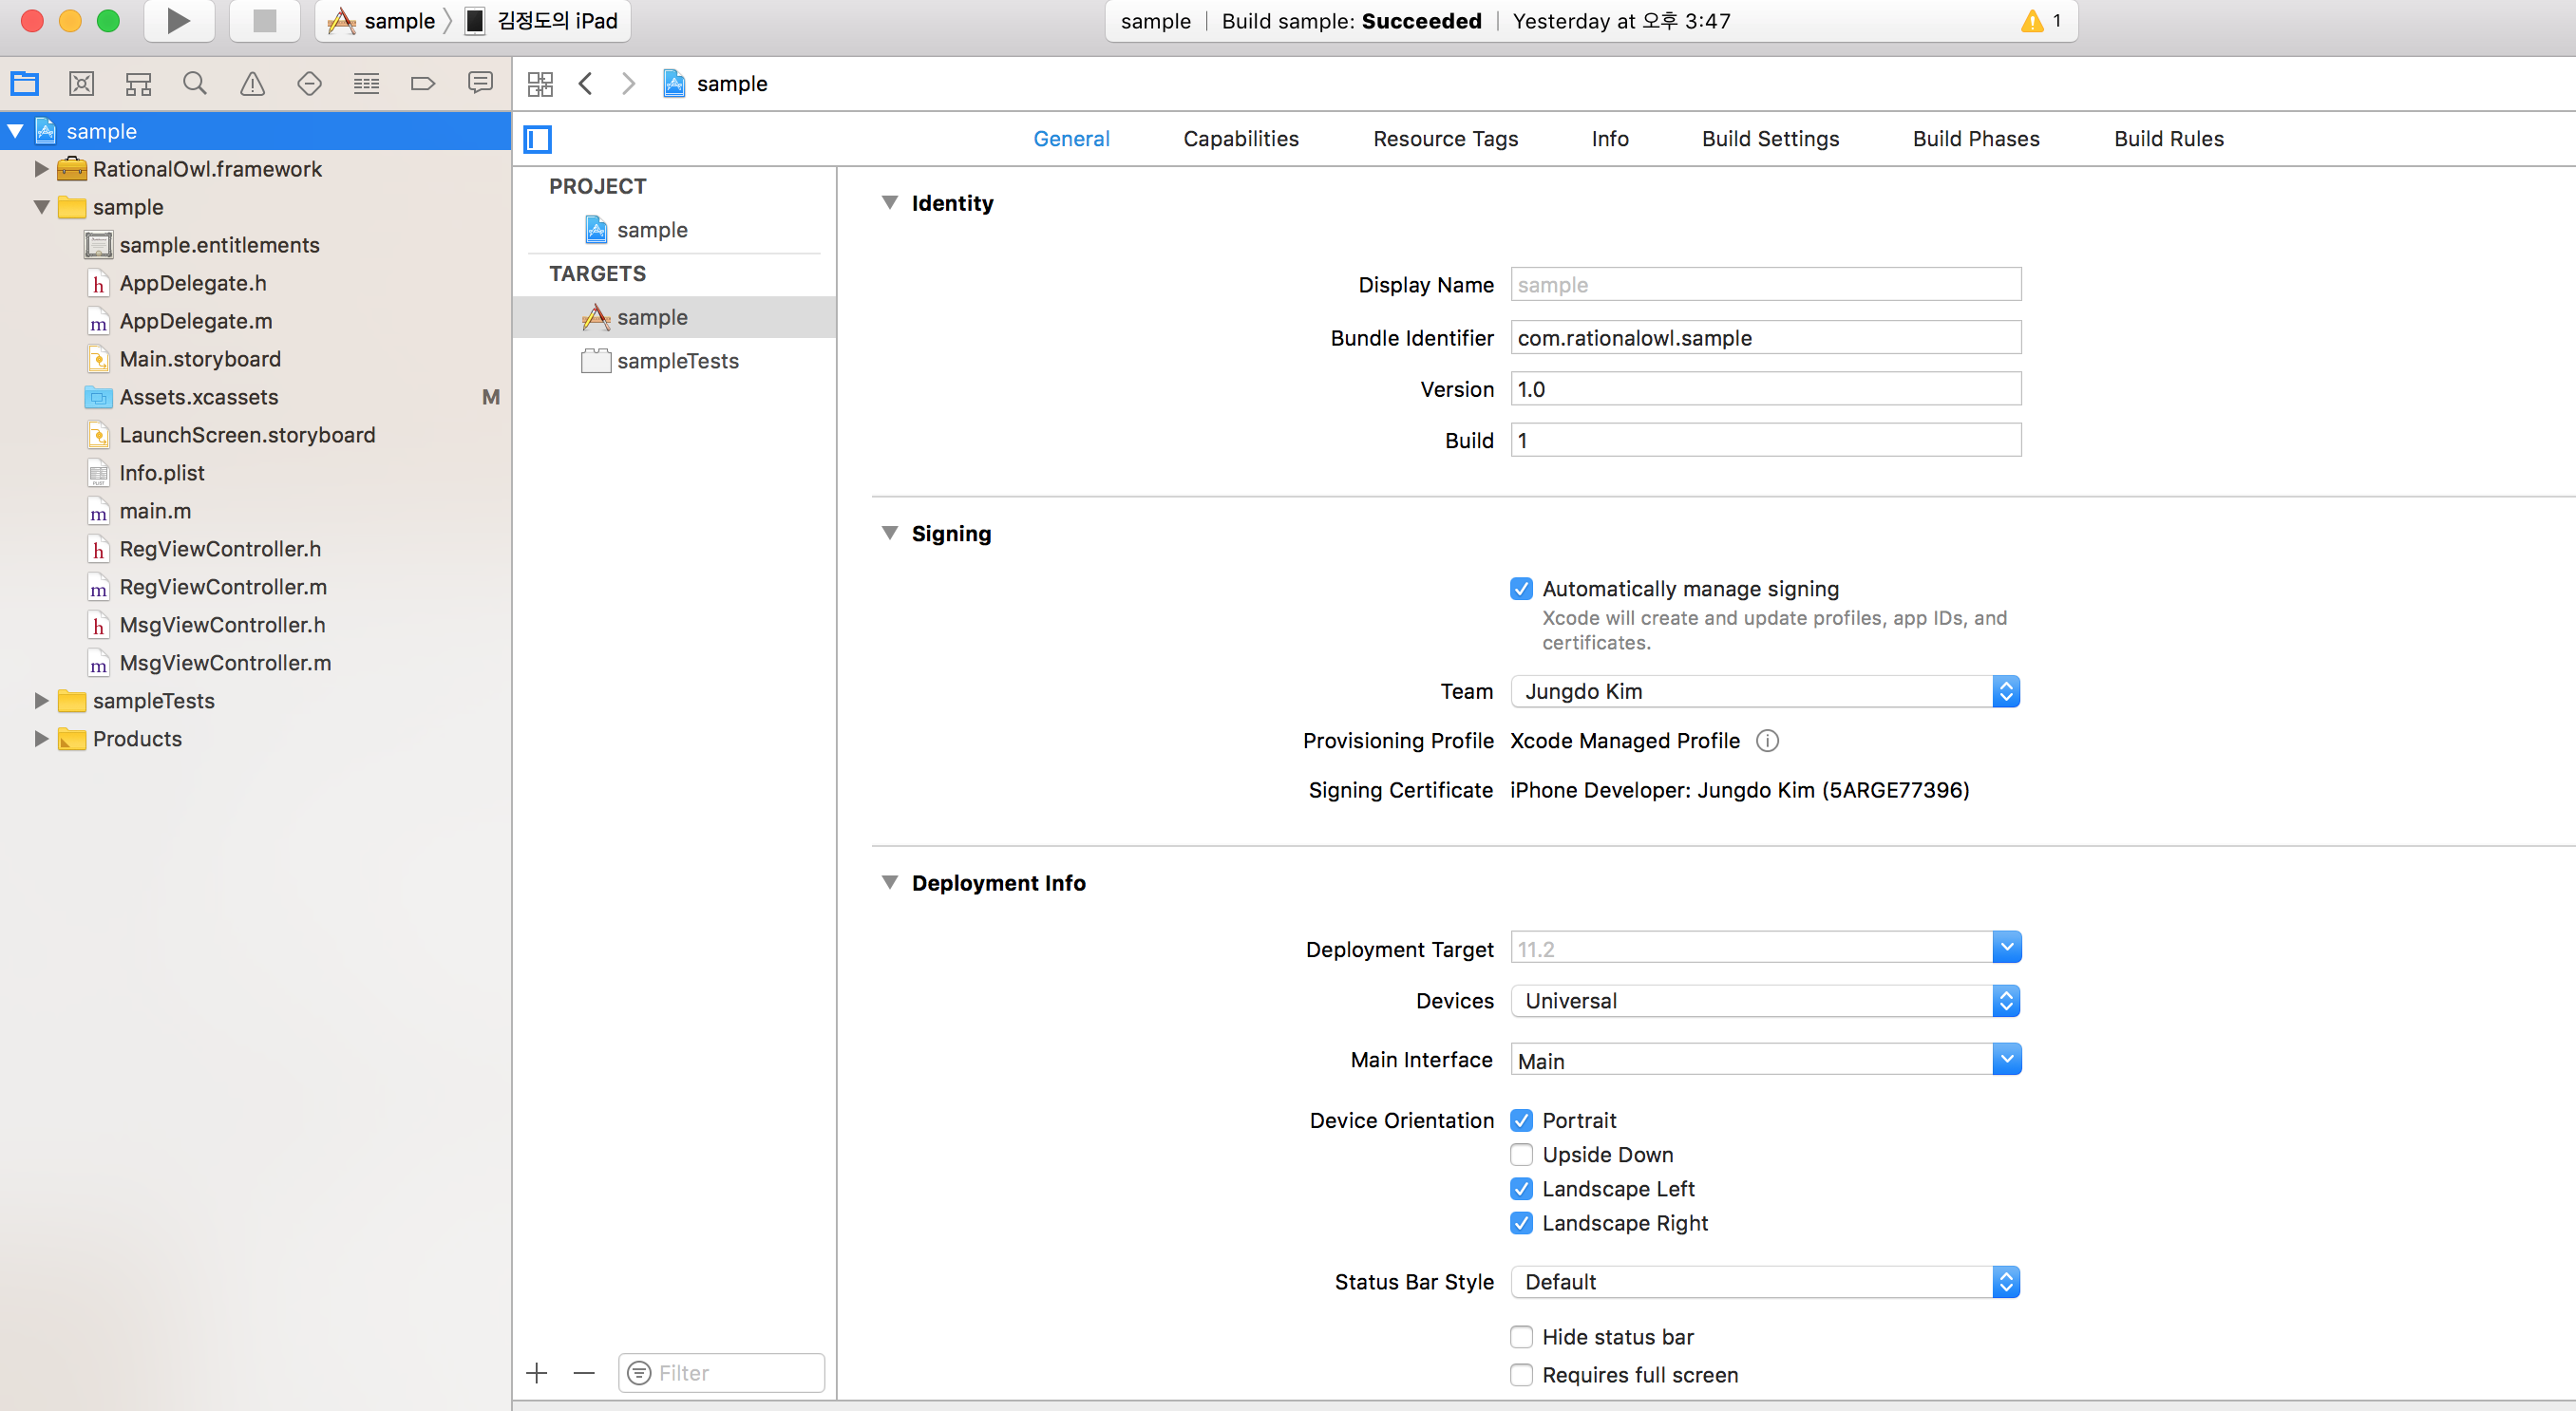 sample 김정도의 iPad
sample Build sample: Succeeded Yesterday at 오후 3:47 1
sample
sample
RationalOwl.framework
sample
sample.entitlements
h AppDelegate.h
m AppDelegate.m
Main.storyboard
Assets.xcassets M
LaunchScreen.storyboard
Info.plist
m main.m
h RegViewController.h
m RegViewController.m
h MsgViewController.h
m MsgViewController.m
sampleTests
Products
General Capabilities Resource Tags Info Build Settings Build Phases Build Rules
PROJECT
sample
TARGETS
sample
sampleTests
Filter
Identity
Display Name sample
Bundle Identifier com.rationalowl.sample
Version 1.0
Build 1
Signing
Automatically manage signing
Xcode will create and update profiles, app IDs, and
certificates.
Team Jungdo Kim
Provisioning Profile Xcode Managed Profile
Signing Certificate iPhone Developer: Jungdo Kim (5ARGE77396)
Deployment Info
Deployment Target 11.2
Devices Universal
Main Interface Main
Device Orientation Portrait
Upside Down
Landscape Left
Landscape Right
Status Bar Style Default
Hide status bar
Requires full screen